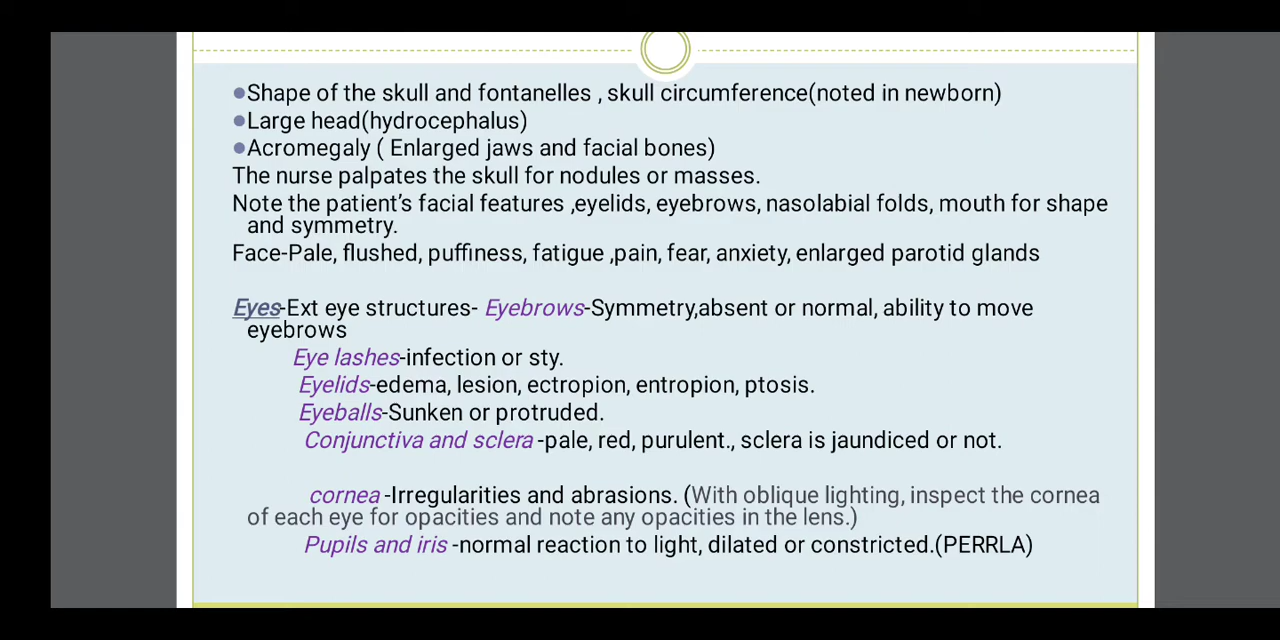 ●Shape of the skull and fontanelles , skull circumference(noted in newborn)
●Large head(hydrocephalus)
●Acromegaly ( Enlarged jaws and facial bones)
The nurse palpates the skull for nodules or masses.
Note the patient's facial features ,eyelids, eyebrows, nasolabial folds, mouth for shape
and symmetry.
Face-Pale, flushed, puffiness, fatigue ,pain, fear, anxiety, enlarged parotid glands
Eyes-Ext eye structures- Eyebrows-Symmetry,absent or normal, ability to move
eyebrows
Eye lashes-infection or sty.
Eyelids-edema, lesion, ectropion, entropion, ptosis.
Eyeballs-Sunken or protruded.
Conjunctiva and sclera -pale, red, purulent., sclera is jaundiced or not.
cornea -Irregularities and abrasions. (With oblique lighting, inspect the cornea
of each eye for opacities and note any opacities in the lens.)
Pupils and iris -normal reaction to light, dilated or constricted.(PERRLA)